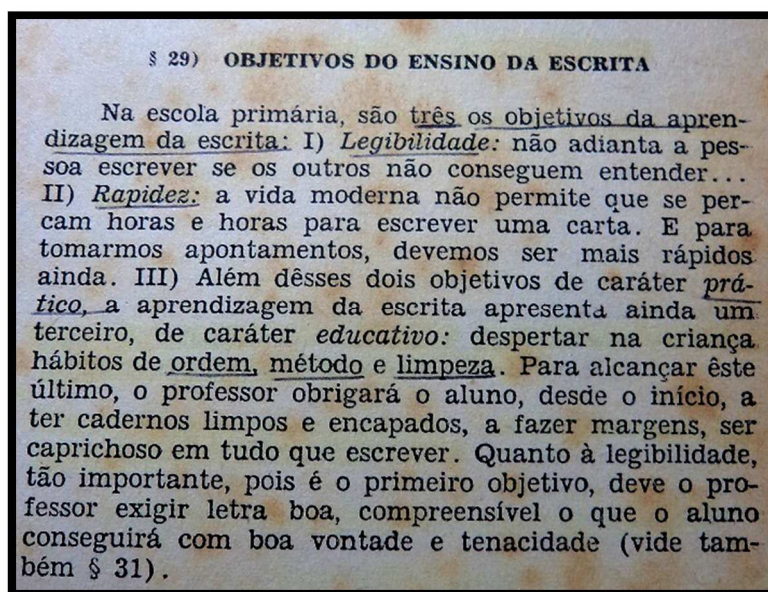 § 29) OBJETIVOS DO ENSINO DA ESCRITA
Na escola primária, são três os objetivos da apren-
dizagem da escrita: I) Legibilidade: não adianta a pes-
soa escrever se os outros não conseguem entender...
II) Rapidez: a vida moderna não permite que se per-
cam horas e horas para escrever uma carta. E para
tomarmos apontamentos, devemos ser mais rápidos
ainda. III) Além dêsses dois objetivos de caráter prá-
tico, a aprendizagem da escrita apresenta ainda um
terceiro, de caráter educativo: despertar na criança
hábitos de ordem, método e limpeza. Para alcançar êste
último, o professor obrigará o aluno, desde o início, a
ter cadernos limpos e encapados, a fazer margens, ser
caprichoso em tudo que escrever. Quanto à legibilidade,
tão importante, pois é o primeiro objetivo, deve o pro-
fessor exigir letra boa, compreensível o que o aluno
conseguirá com boa vontade e tenacidade (vide tam-
bém § 31).